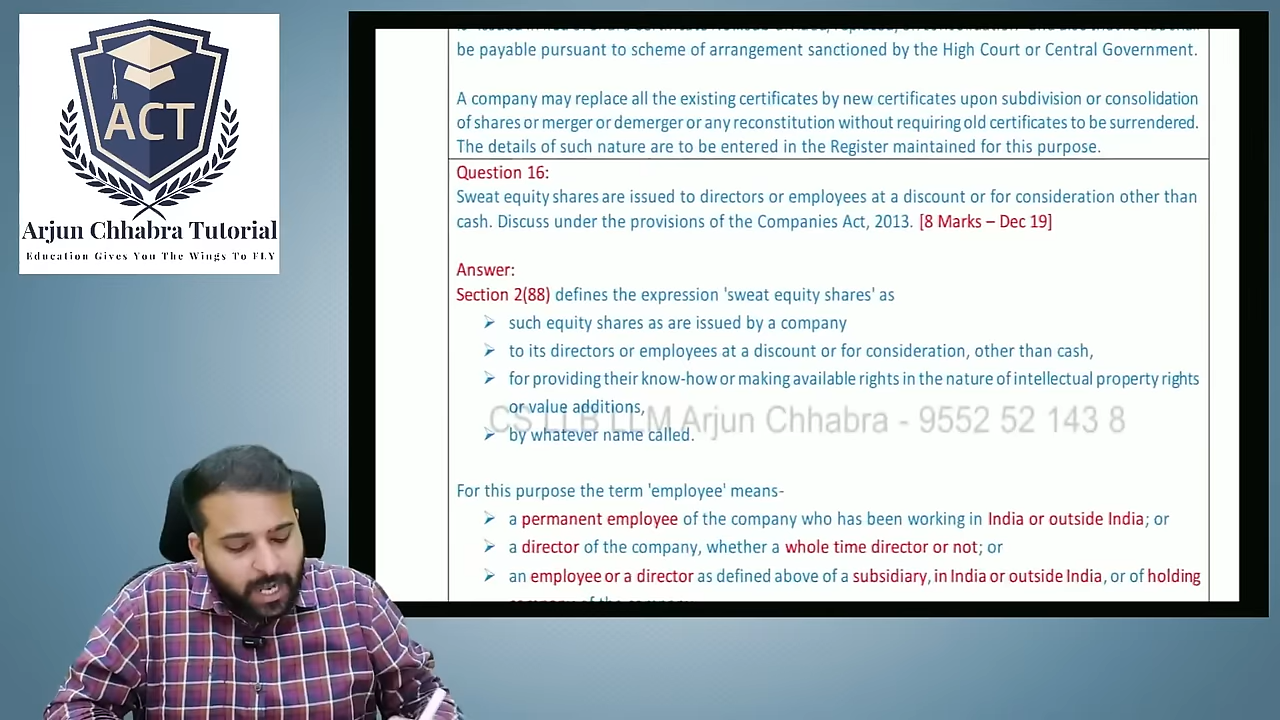 ACT
Arjun Chhabra Tutorial
Education Gives You The Wings To FLY
be payable pursuant to scheme of arrangement sanctioned by the High Court or Central Government.
A company may replace all the existing certificates by new certificates upon subdivision or consolidation
of shares or merger or demerger or any reconstitution without requiring old certificates to be surrendered.
The details of such nature are to be entered in the Register maintained for this purpose.
Question 16:
Sweat equity shares are issued to directors or employees at a discount or for consideration other than
cash. Discuss under the provisions of the Companies Act, 2013. [8 Marks – Dec 19]
Answer:
Section 2(88) defines the expression 'sweat equity shares' as
➢ such equity shares as are issued by a company
➢ to its directors or employees at a discount or for consideration, other than cash,
➢ for providing their know-how or making available rights in the nature of intellectual property rights
or value additions,
CS LLB LLM Arjun Chhabra - 9552 52 143 8
➢ by whatever name called.
For this purpose the term 'employee' means-
➢ a permanent employee of the company who has been working in India or outside India; or
➢ a director of the company, whether a whole time director or not; or
➢ an employee or a director as defined above of a subsidiary, in India or outside India, or of holding